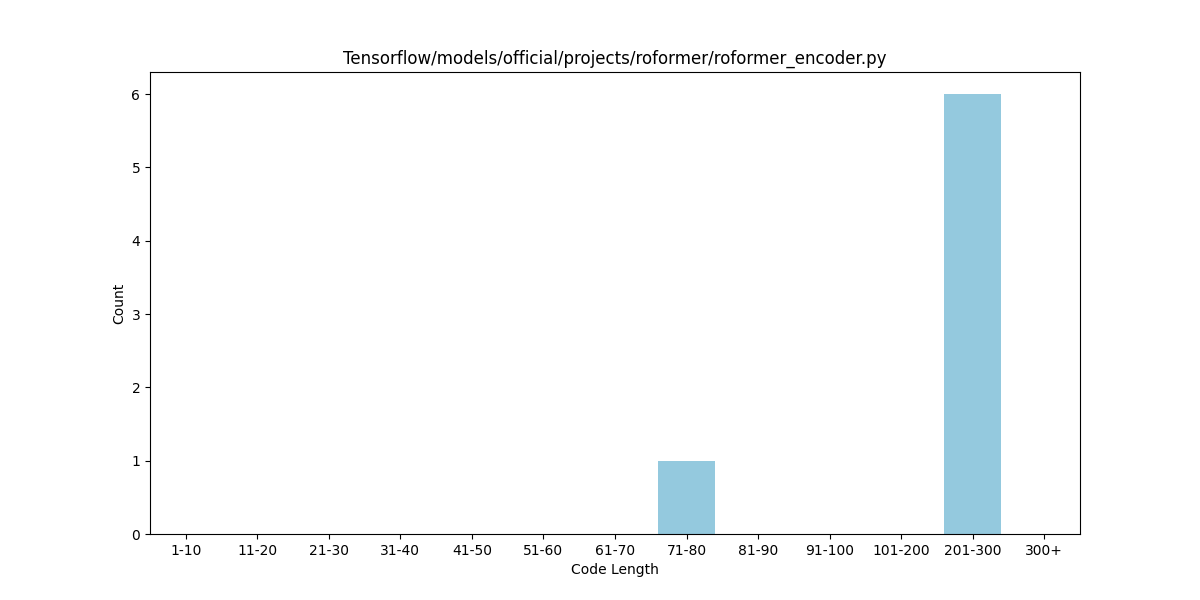 Tensorflow/models/official/projects/roformer/roformer_encoder.py
6
5
4
3
2
1
0
Count
1-10 11-20 21-30 31-40 41-50 51-60 61-70 71-80 81-90 91-100 101-200 201-300 300+
Code Length